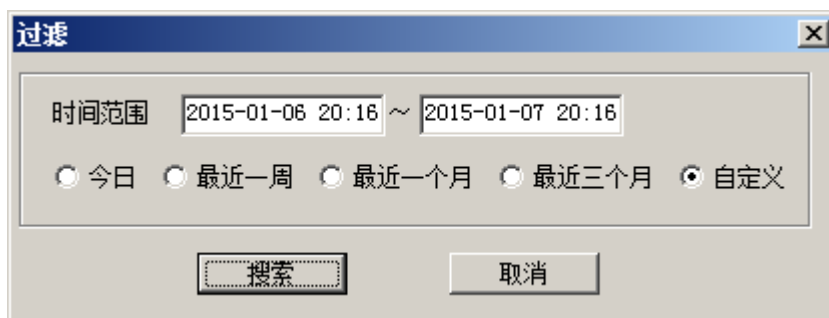 过滤
时间范围 2015-01-06 20:16 ~ 2015-01-07 20:16
今日 最近一周 最近一个月 最近三个月 自定义
搜索 取消